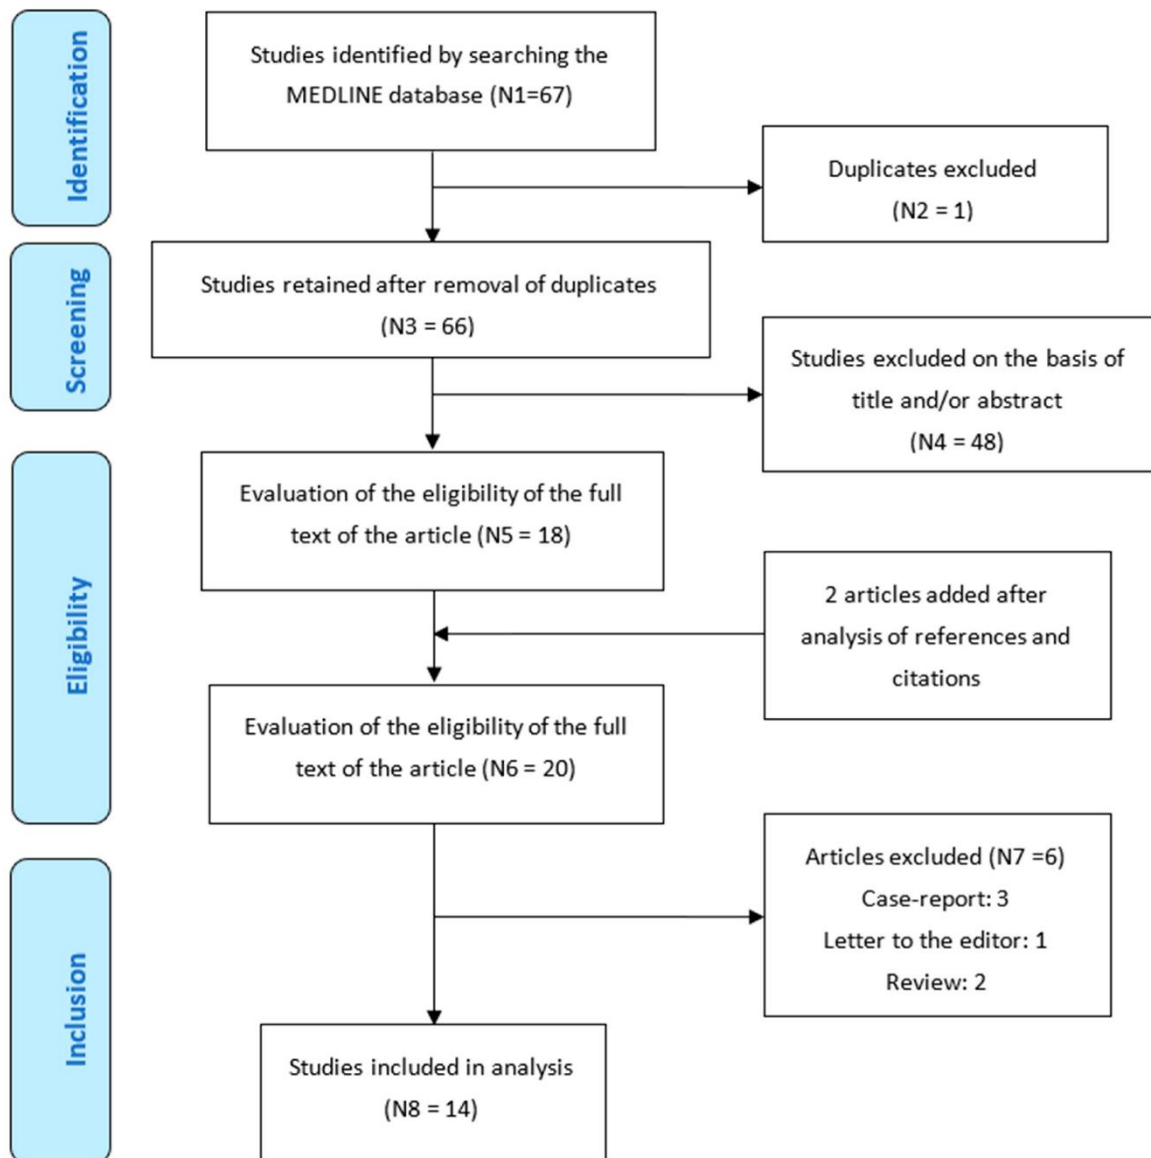 Identification
Studies identified by searching the
MEDLINE database (N1=67)
Duplicates excluded
(N2 = 1)
Screening
Studies retained after removal of duplicates
(N3 = 66)
Studies excluded on the basis of
title and/or abstract
(N4 = 48)
Eligibility
Evaluation of the eligibility of the full
text of the article (N5 = 18)
2 articles added after
analysis of references and
citations
Evaluation of the eligibility of the full
text of the article (N6 = 20)
Inclusion
Articles excluded (N7 =6)
Case-report: 3
Letter to the editor: 1
Review: 2
Studies included in analysis
(N8 = 14)